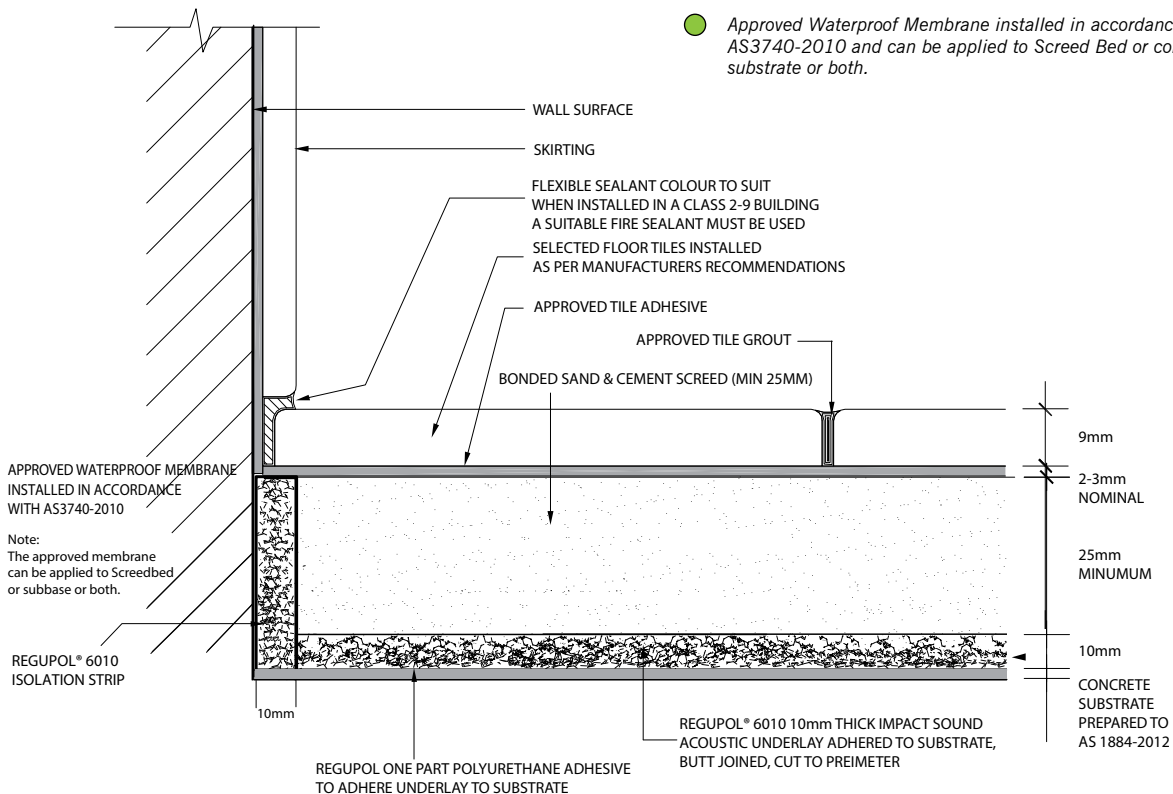 Approved Waterproof Membrane installed in accordanc
AS3740-2010 and can be applied to Screed Bed or co
substrate or both.
WALL SURFACE
SKIRTING
FLEXIBLE SEALANT COLOUR TO SUIT
WHEN INSTALLED IN A CLASS 2-9 BUILDING
A SUITABLE FIRE SEALANT MUST BE USED
SELECTED FLOOR TILES INSTALLED
AS PER MANUFACTURERS RECOMMENDATIONS
APPROVED TILE ADHESIVE
APPROVED TILE GROUT
BONDED SAND & CEMENT SCREED (MIN 25MM)
9mm
2-3mm
NOMINAL
25mm
MINUMUM
10mm
CONCRETE
SUBSTRATE
PREPARED TO
AS 1884-2012
APPROVED WATERPROOF MEMBRANE
INSTALLED IN ACCORDANCE
WITH AS3740-2010
Note:
The approved membrane
can be applied to Screedbed
or subbase or both.
REGUPOL® 6010
ISOLATION STRIP
10mm
REGUPOL ONE PART POLYURETHANE ADHESIVE
TO ADHERE UNDERLAY TO SUBSTRATE
REGUPOL® 6010 10mm THICK IMPACT SOUND
ACOUSTIC UNDERLAY ADHERED TO SUBSTRATE,
BUTT JOINED, CUT TO PREIMETER